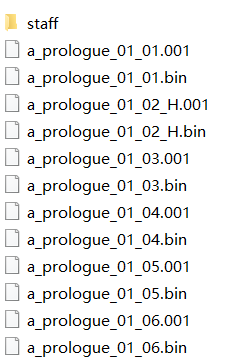 staff
a_prologue_01_01.001
a_prologue_01_01.bin
a_prologue_01_02_H.001
a_prologue_01_02_H.bin
a_prologue_01_03.001
a_prologue_01_03.bin
a_prologue_01_04.001
a_prologue_01_04.bin
a_prologue_01_05.001
a_prologue_01_05.bin
a_prologue_01_06.001
a_prologue_01_06.bin